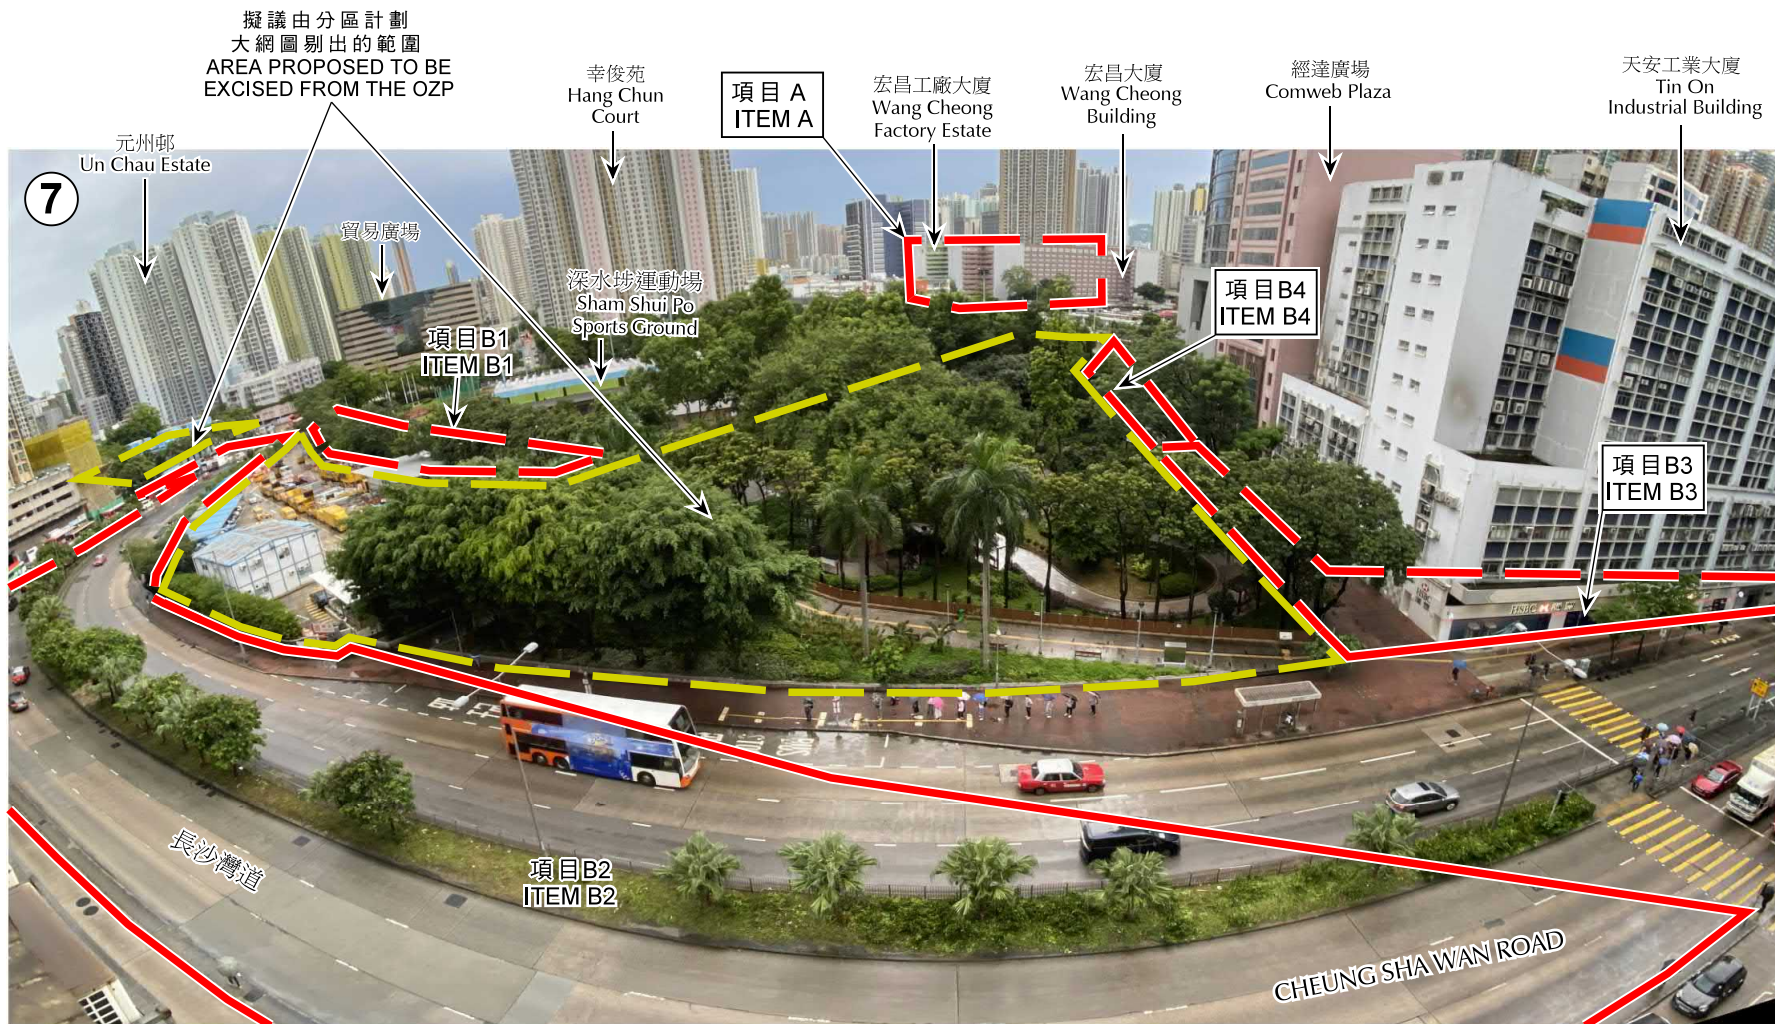 擬議由分區計劃
大綱圖剔出的範圍
AREA PROPOSED TO BE
EXCISED FROM THE OZP
元州邨
Un Chau Estate
幸俊苑
Hang Chun
Court
項目 A
ITEM A
宏昌工廠大廈
Wang Cheong
Factory Estate
宏昌大廈
Wang Cheong
Building
經達廣場
Comweb Plaza
天安工業大廈
Tin On
Industrial Building
7
貿易廣場
深水埗運動場
Sham Shui Po
Sports Ground
項目B1
ITEM B1
項目B4
ITEM B4
項目B3
ITEM B3
HSBC
項目B2
ITEM B2
長沙灣道
CHEUNG SHA WAN ROAD